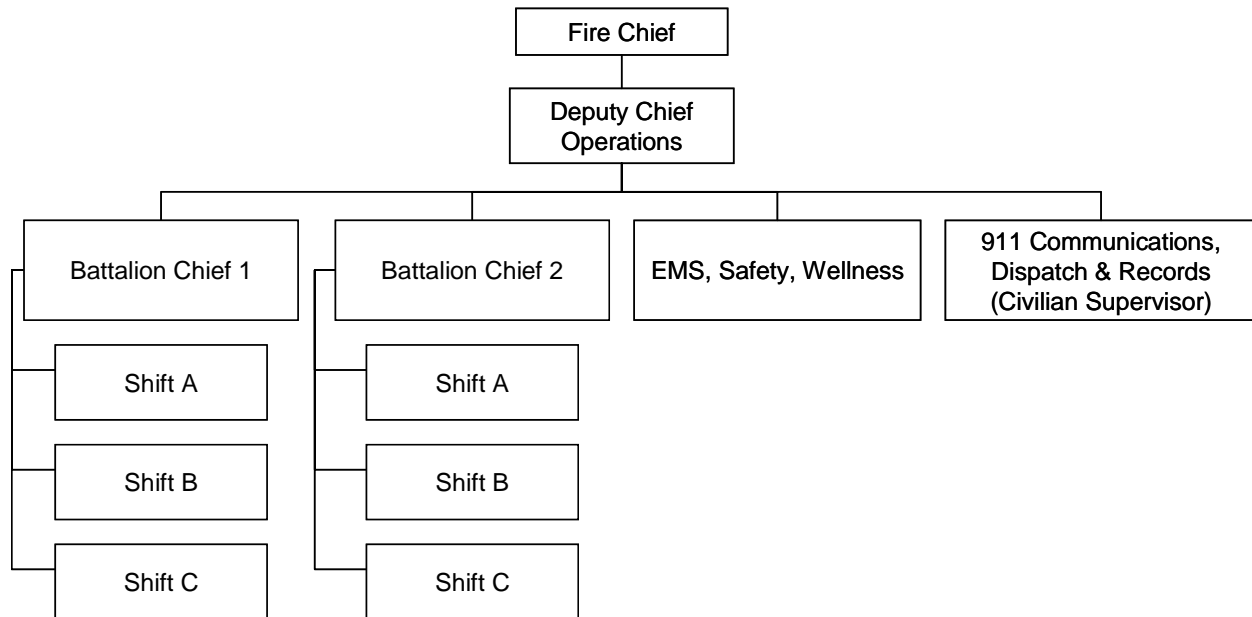 Fire Chief
Deputy Chief
Operations
Battalion Chief 1
Battalion Chief 2
EMS, Safety, Wellness
911 Communications,
Dispatch & Records
(Civilian Supervisor)
Shift A
Shift A
Shift B
Shift B
Shift C
Shift C